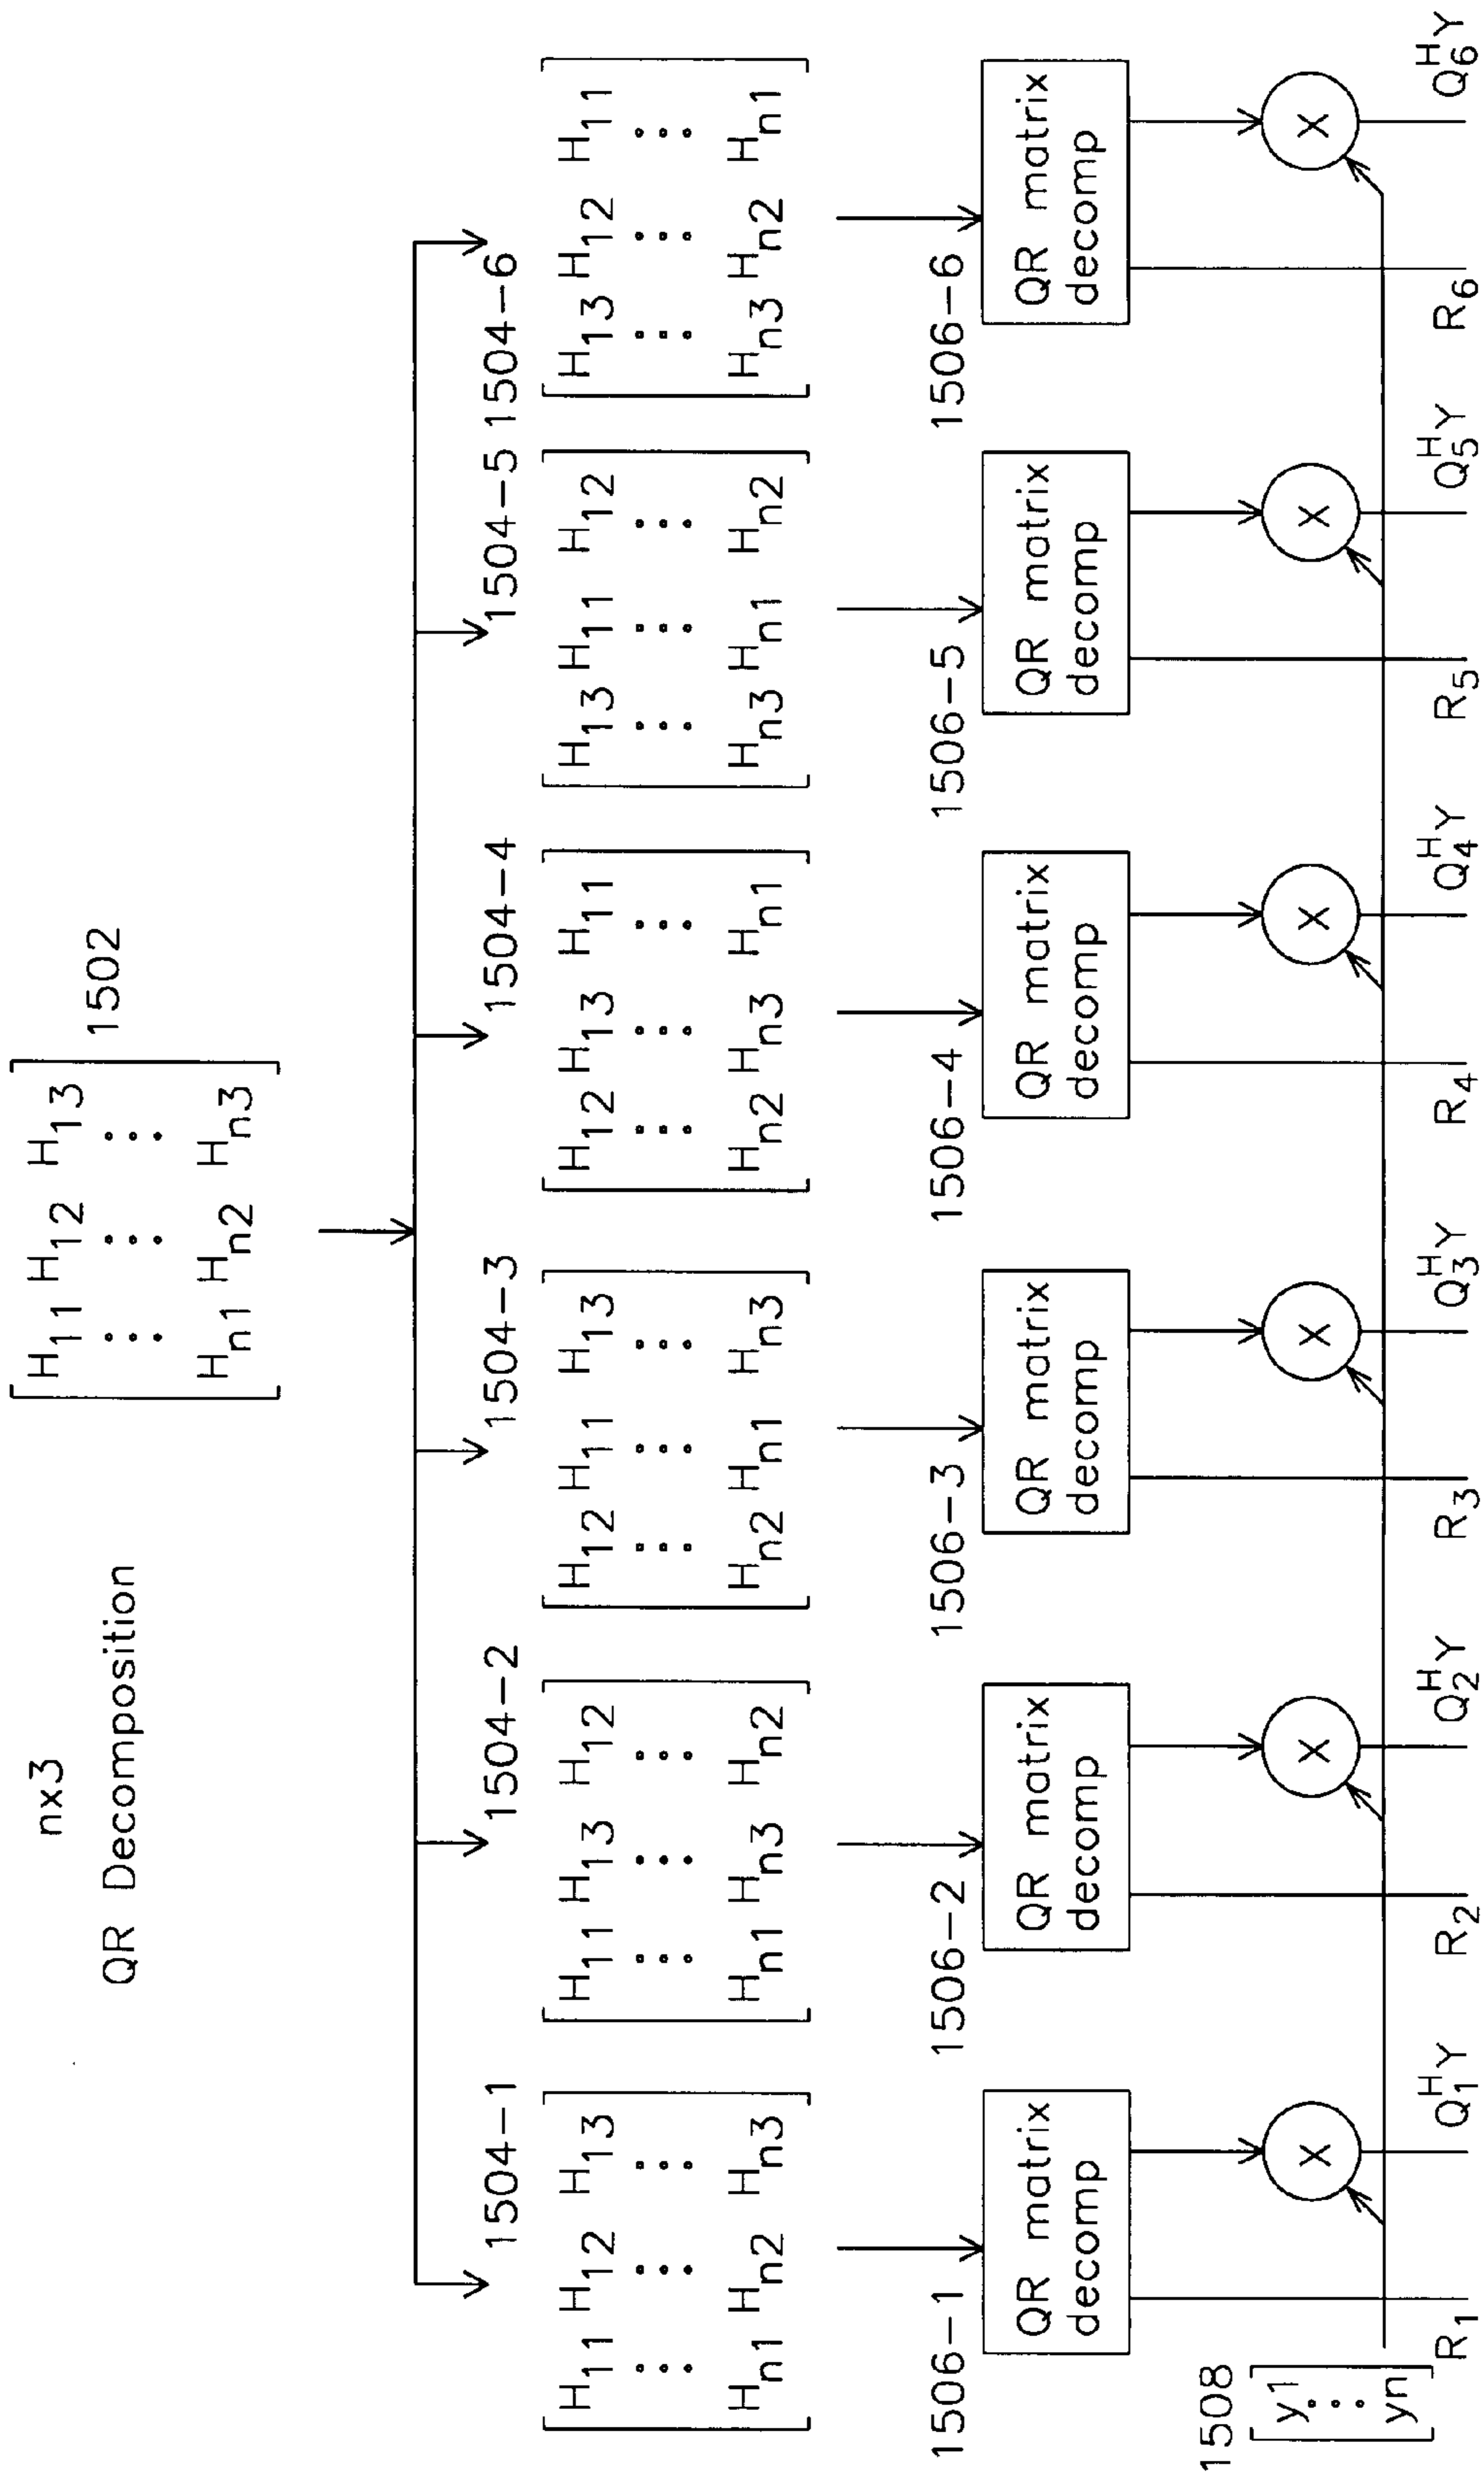 nx3
QR Decomposition
H11 H12 H13
Hn1 Hn2 Hn3
1502
1504-1
1504-2
1504-3
1504-4
1504-5
1504-6
H11 H12 H13
Hn1 Hn2 Hn3
H11 H13 H12
Hn1 Hn3 Hn2
H12 H11 H13
Hn2 Hn1 Hn3
H12 H13 H11
Hn2 Hn3 Hn1
H13 H11 H12
Hn3 Hn1 Hn2
H13 H12 H11
Hn3 Hn2 Hn1
1506-1
1506-2
1506-3
1506-4
1506-5
1506-6
QR matrix
decomp
QR matrix
decomp
QR matrix
decomp
QR matrix
decomp
QR matrix
decomp
QR matrix
decomp
1508
y1
yn
X
X
X
X
X
X
R1
Q1HY
R2
Q2HY
R3
Q3HY
R4
Q4HY
R5
Q5HY
R6
Q6HY